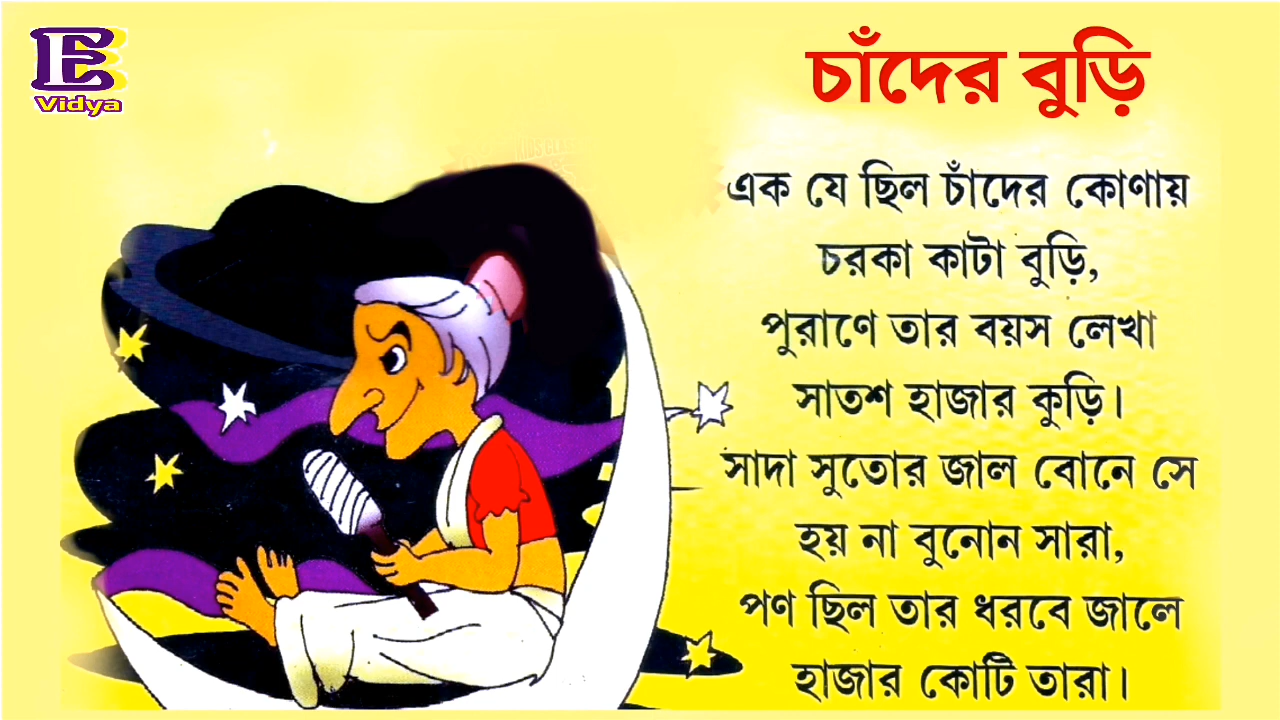 E
Vidya
চাঁদের বুড়ি
এক যে ছিল চাঁদের কোণায়
চরকা কাটা বুড়ি,
পুরাণে তার বয়স লেখা
সাতশ হাজার কুড়ি।
সাদা সুতোর জাল বোনে সে
হয় না বুনোন সারা,
পণ ছিল তার ধরবে জালে
হাজার কোটি তারা।